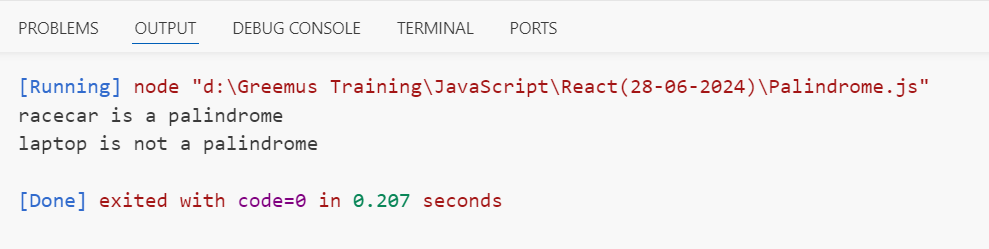 PROBLEMS OUTPUT DEBUG CONSOLE TERMINAL PORTS
[Running] node "d:\Greemus Training\JavaScript\React(28-06-2024)\Palindrome.js"
racecar is a palindrome
laptop is not a palindrome
[Done] exited with code=0 in 0.207 seconds